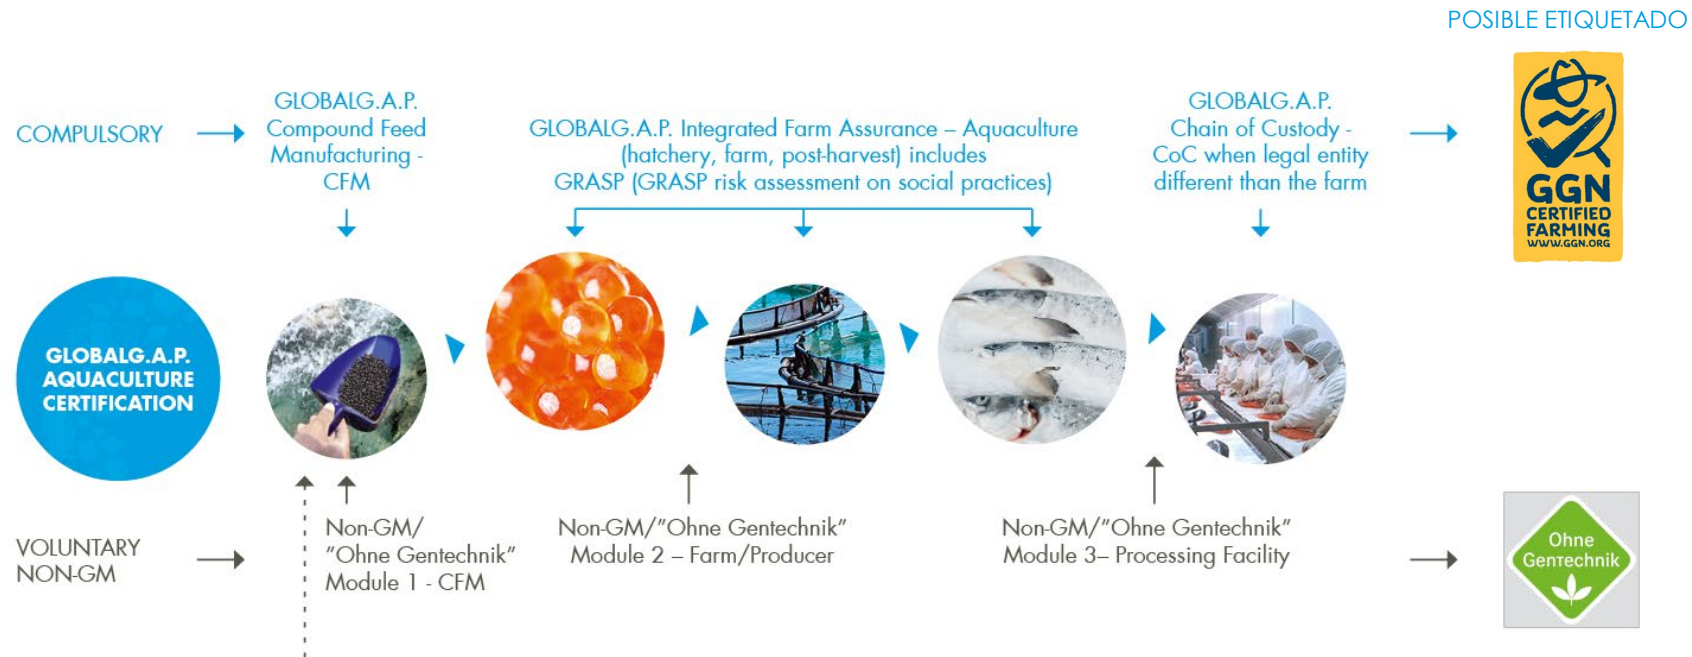 POSIBLE ETIQUETADO
COMPULSORY
GLOBALG.A.P.
Compound Feed
Manufacturing -
CFM
GLOBALG.A.P. Integrated Farm Assurance – Aquaculture
(hatchery, farm, post-harvest) includes
GRASP (GRASP risk assessment on social practices)
GLOBALG.A.P.
Chain of Custody -
CoC when legal entity
different than the farm
GGN
CERTIFIED
FARMING
WWW.GGN.ORG
GLOBALG.A.P.
AQUACULTURE
CERTIFICATION
VOLUNTARY
NON-GM
Non-GM/
"Ohne Gentechnik"
Module 1 - CFM
Non-GM/"Ohne Gentechnik"
Module 2 – Farm/Producer
Non-GM/"Ohne Gentechnik"
Module 3– Processing Facility
Ohne
GenTechnik